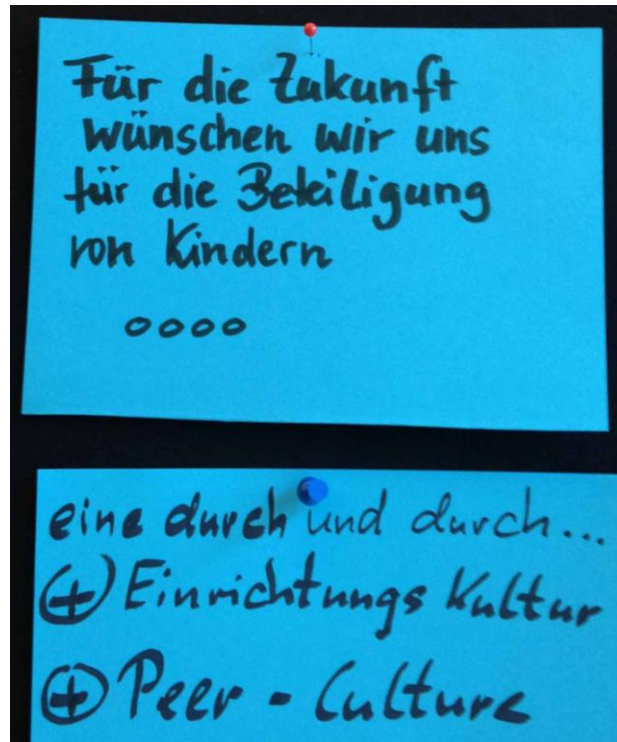 Für die Zukunft
wünschen wir uns
für die Beteiligung
von Kindern
oooo
eine durch und durch...
(+) Einrichtungs Kultur
(+) Peer - Culture